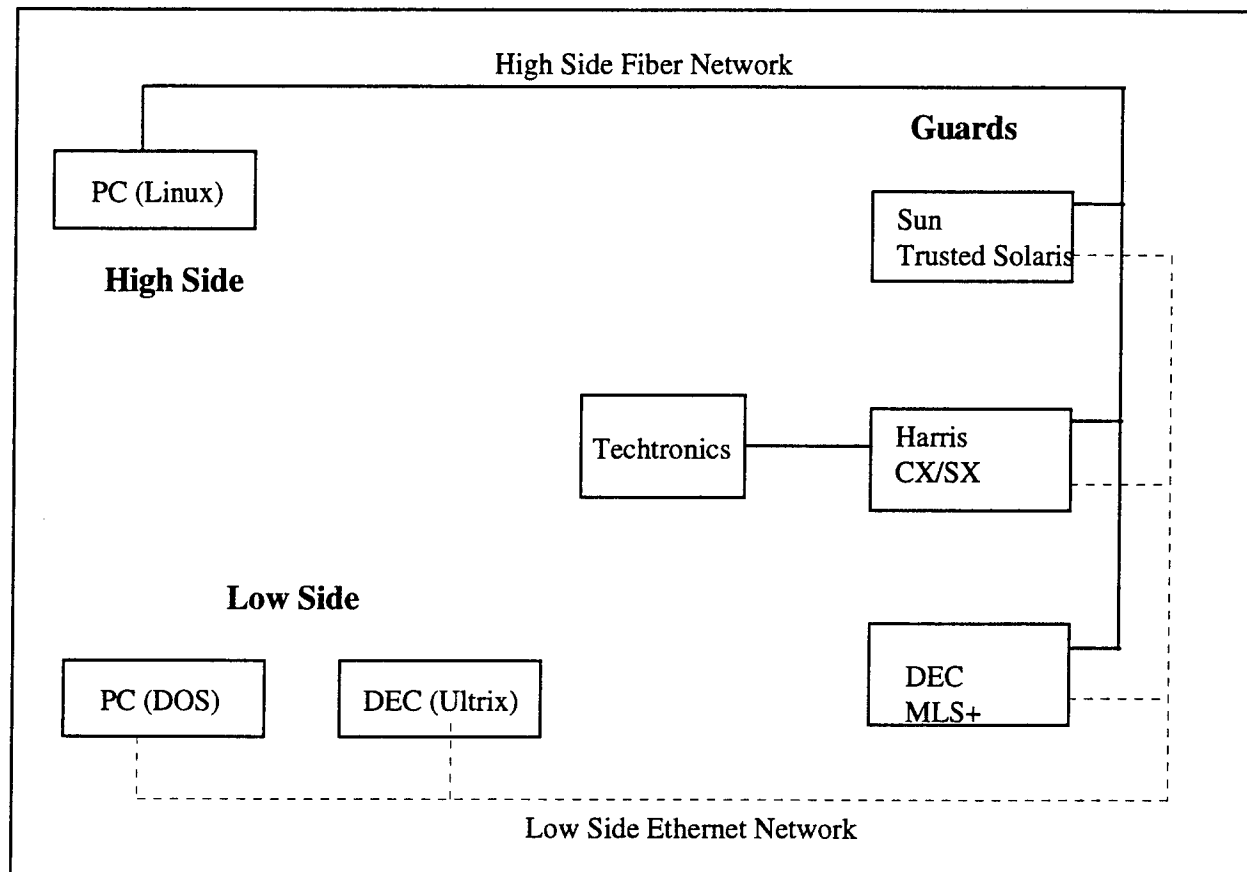 High Side Fiber Network
Guards
PC (Linux)
Sun
Trusted Solaris
High Side
Techtronics
Harris
CX/SX
Low Side
PC (DOS)
DEC (Ultrix)
DEC
MLS+
Low Side Ethernet Network